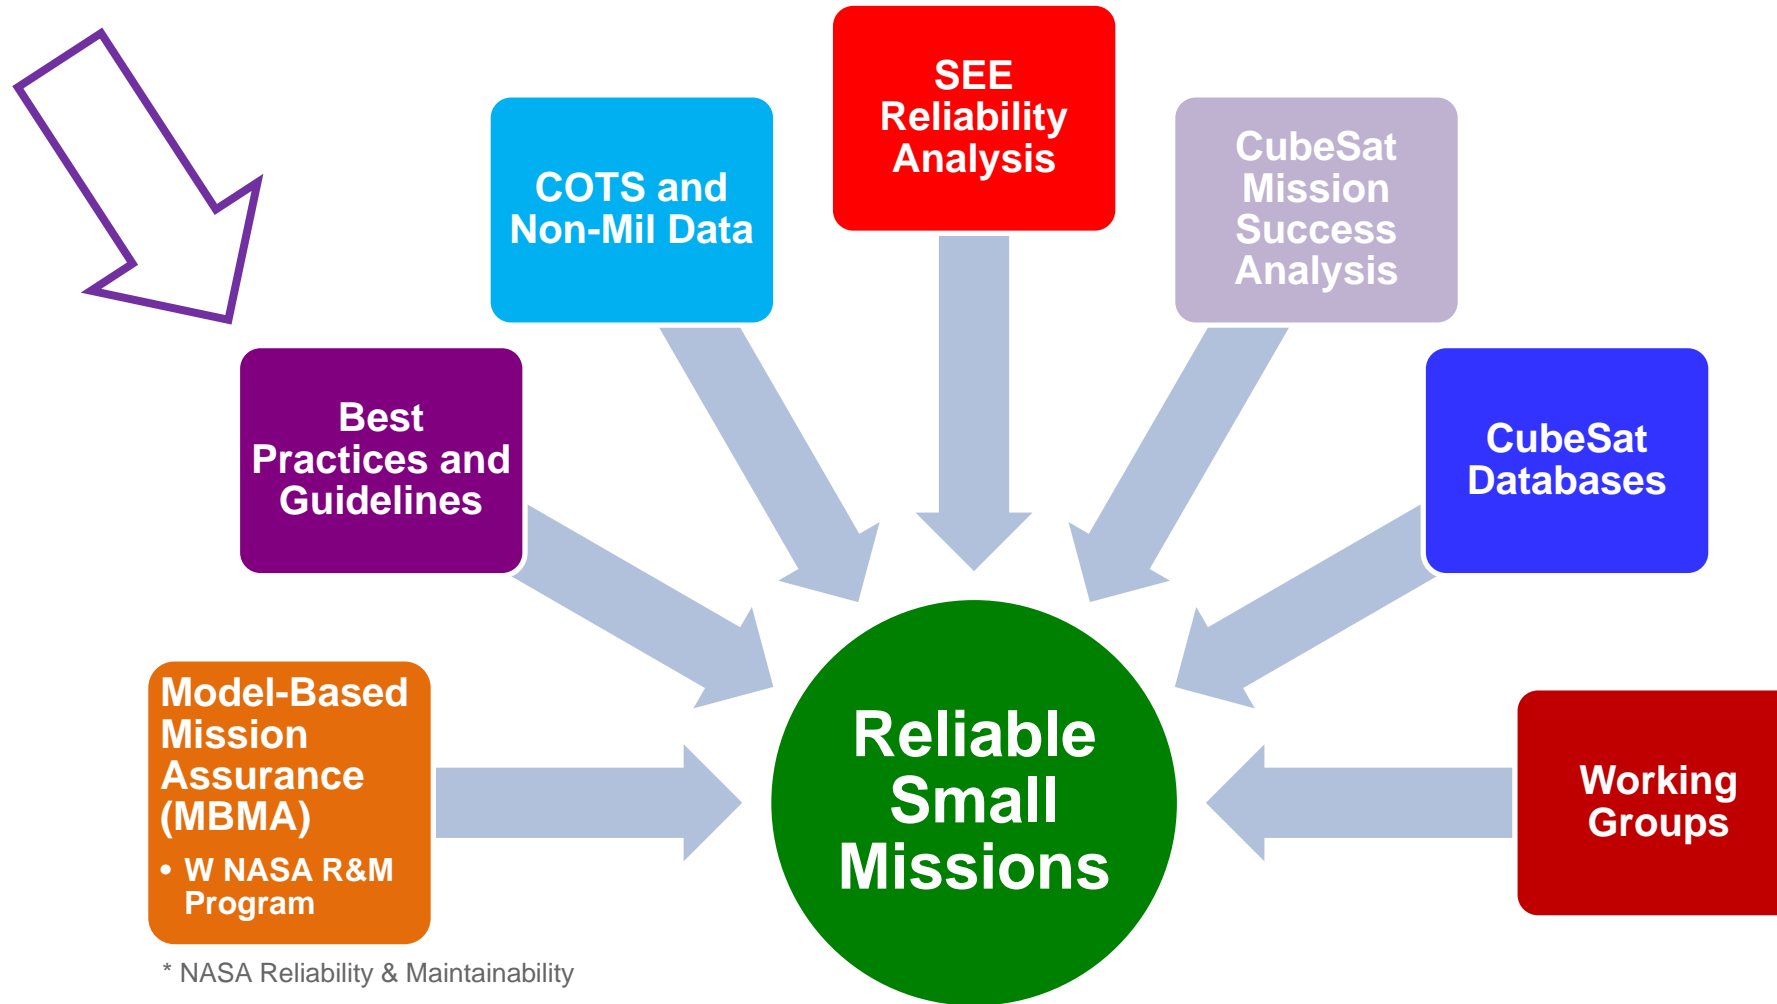 SEE
Reliability
Analysis
COTS and
Non-Mil Data
CubeSat
Mission
Success
Analysis
Best
Practices and
Guidelines
CubeSat
Databases
Model-Based
Mission
Assurance
(MBMA)
• W NASA R&M
Program
Reliable
Small
Missions
Working
Groups
* NASA Reliability & Maintainability